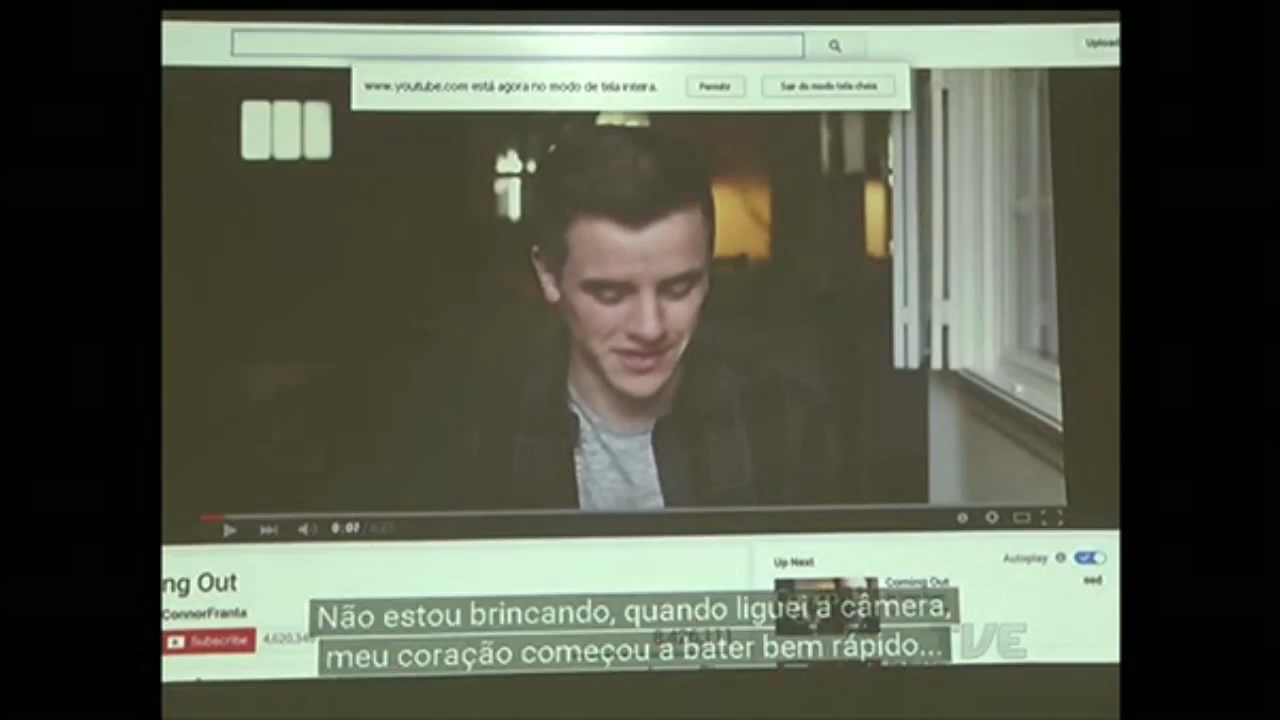 Upload
www.youtube.com está agora no modo de tela inteira.
Permitir
Sair do modo tela cheia
0:07
ng Out
ConnorFranta
Subscribe
Up Next
Autoplay
Coming Out
Não estou brincando, quando liguei a câmera,
meu coração começou a bater bem rápido...
TVE